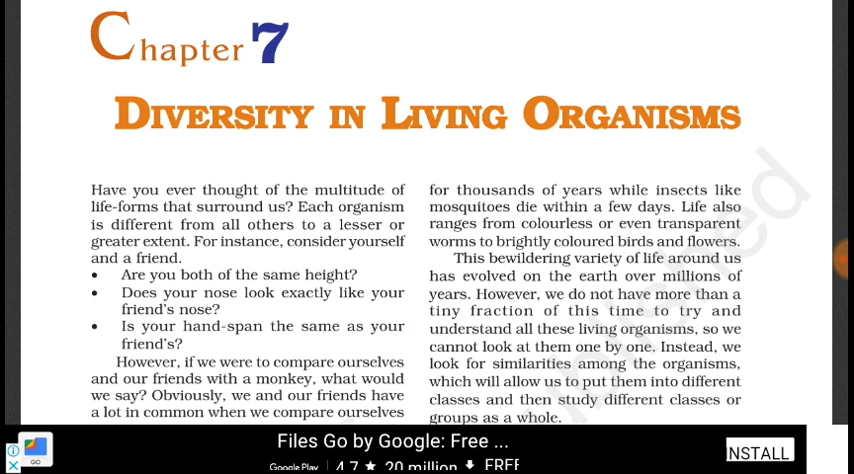 Chapter 7
DIVERSITY IN LIVING ORGANISMS
Have you ever thought of the multitude of
life-forms that surround us? Each organism
is different from all others to a lesser or
greater extent. For instance, consider yourself
and a friend.
• Are you both of the same height?
• Does your nose look exactly like your
friend's nose?
• Is your hand-span the same as your
friend's?
However, if we were to compare ourselves
and our friends with a monkey, what would
we say? Obviously, we and our friends have
a lot in common when we compare ourselves
for thousands of years while insects like
mosquitoes die within a few days. Life also
ranges from colourless or even transparent
worms to brightly coloured birds and flowers.
This bewildering variety of life around us
has evolved on the earth over millions of
years. However, we do not have more than a
tiny fraction of this time to try and
understand all these living organisms, so we
cannot look at them one by one. Instead, we
look for similarities among the organisms,
which will allow us to put them into different
classes and then study different classes or
groups as a whole.
Files Go by Google: Free ...
GO
Google Play 4.7 ★ 20 million FREE
INSTALL